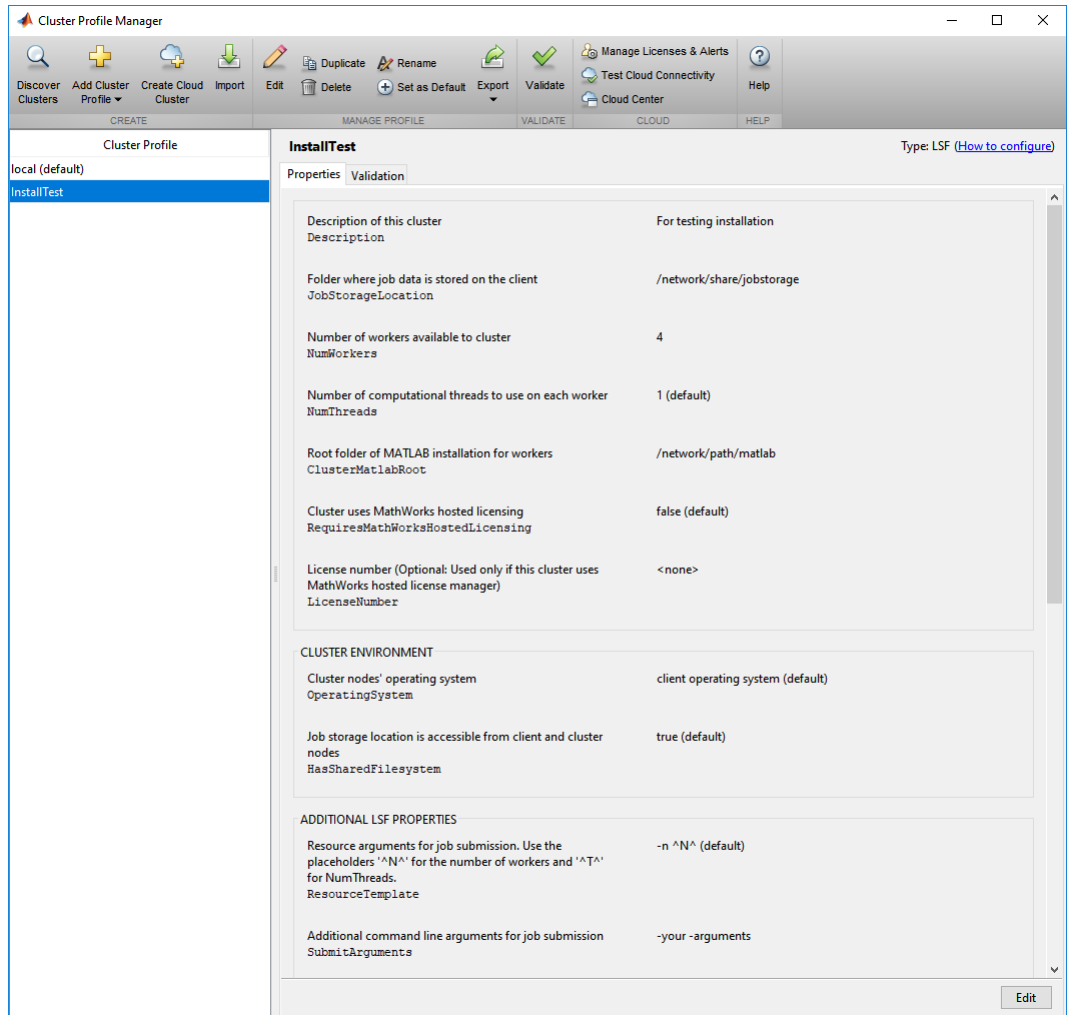 Cluster Profile Manager
Discover Clusters
Add Cluster Profile
Create Cloud Cluster
Import
CREATE
Edit
Duplicate
Delete
Rename
Set as Default
Export
MANAGE PROFILE
Validate
VALIDATE
Manage Licenses & Alerts
Test Cloud Connectivity
Cloud Center
CLOUD
Help
HELP
Cluster Profile
local (default)
InstallTest
InstallTest
Type: LSF (How to configure)
Properties
Validation
Description of this cluster
Description
For testing installation
Folder where job data is stored on the client
JobStorageLocation
/network/share/jobstorage
Number of workers available to cluster
NumWorkers
4
Number of computational threads to use on each worker
NumThreads
1 (default)
Root folder of MATLAB installation for workers
ClusterMatlabRoot
/network/path/matlab
Cluster uses MathWorks hosted licensing
RequiresMathWorksHostedLicensing
false (default)
License number (Optional: Used only if this cluster uses
MathWorks hosted license manager)
LicenseNumber
<none>
CLUSTER ENVIRONMENT
Cluster nodes' operating system
OperatingSystem
client operating system (default)
Job storage location is accessible from client and cluster
nodes
HasSharedFilesystem
true (default)
ADDITIONAL LSF PROPERTIES
Resource arguments for job submission. Use the
placeholders '^N^' for the number of workers and '^T^'
for NumThreads.
ResourceTemplate
-n ^N^ (default)
Additional command line arguments for job submission
SubmitArguments
-your -arguments
Edit